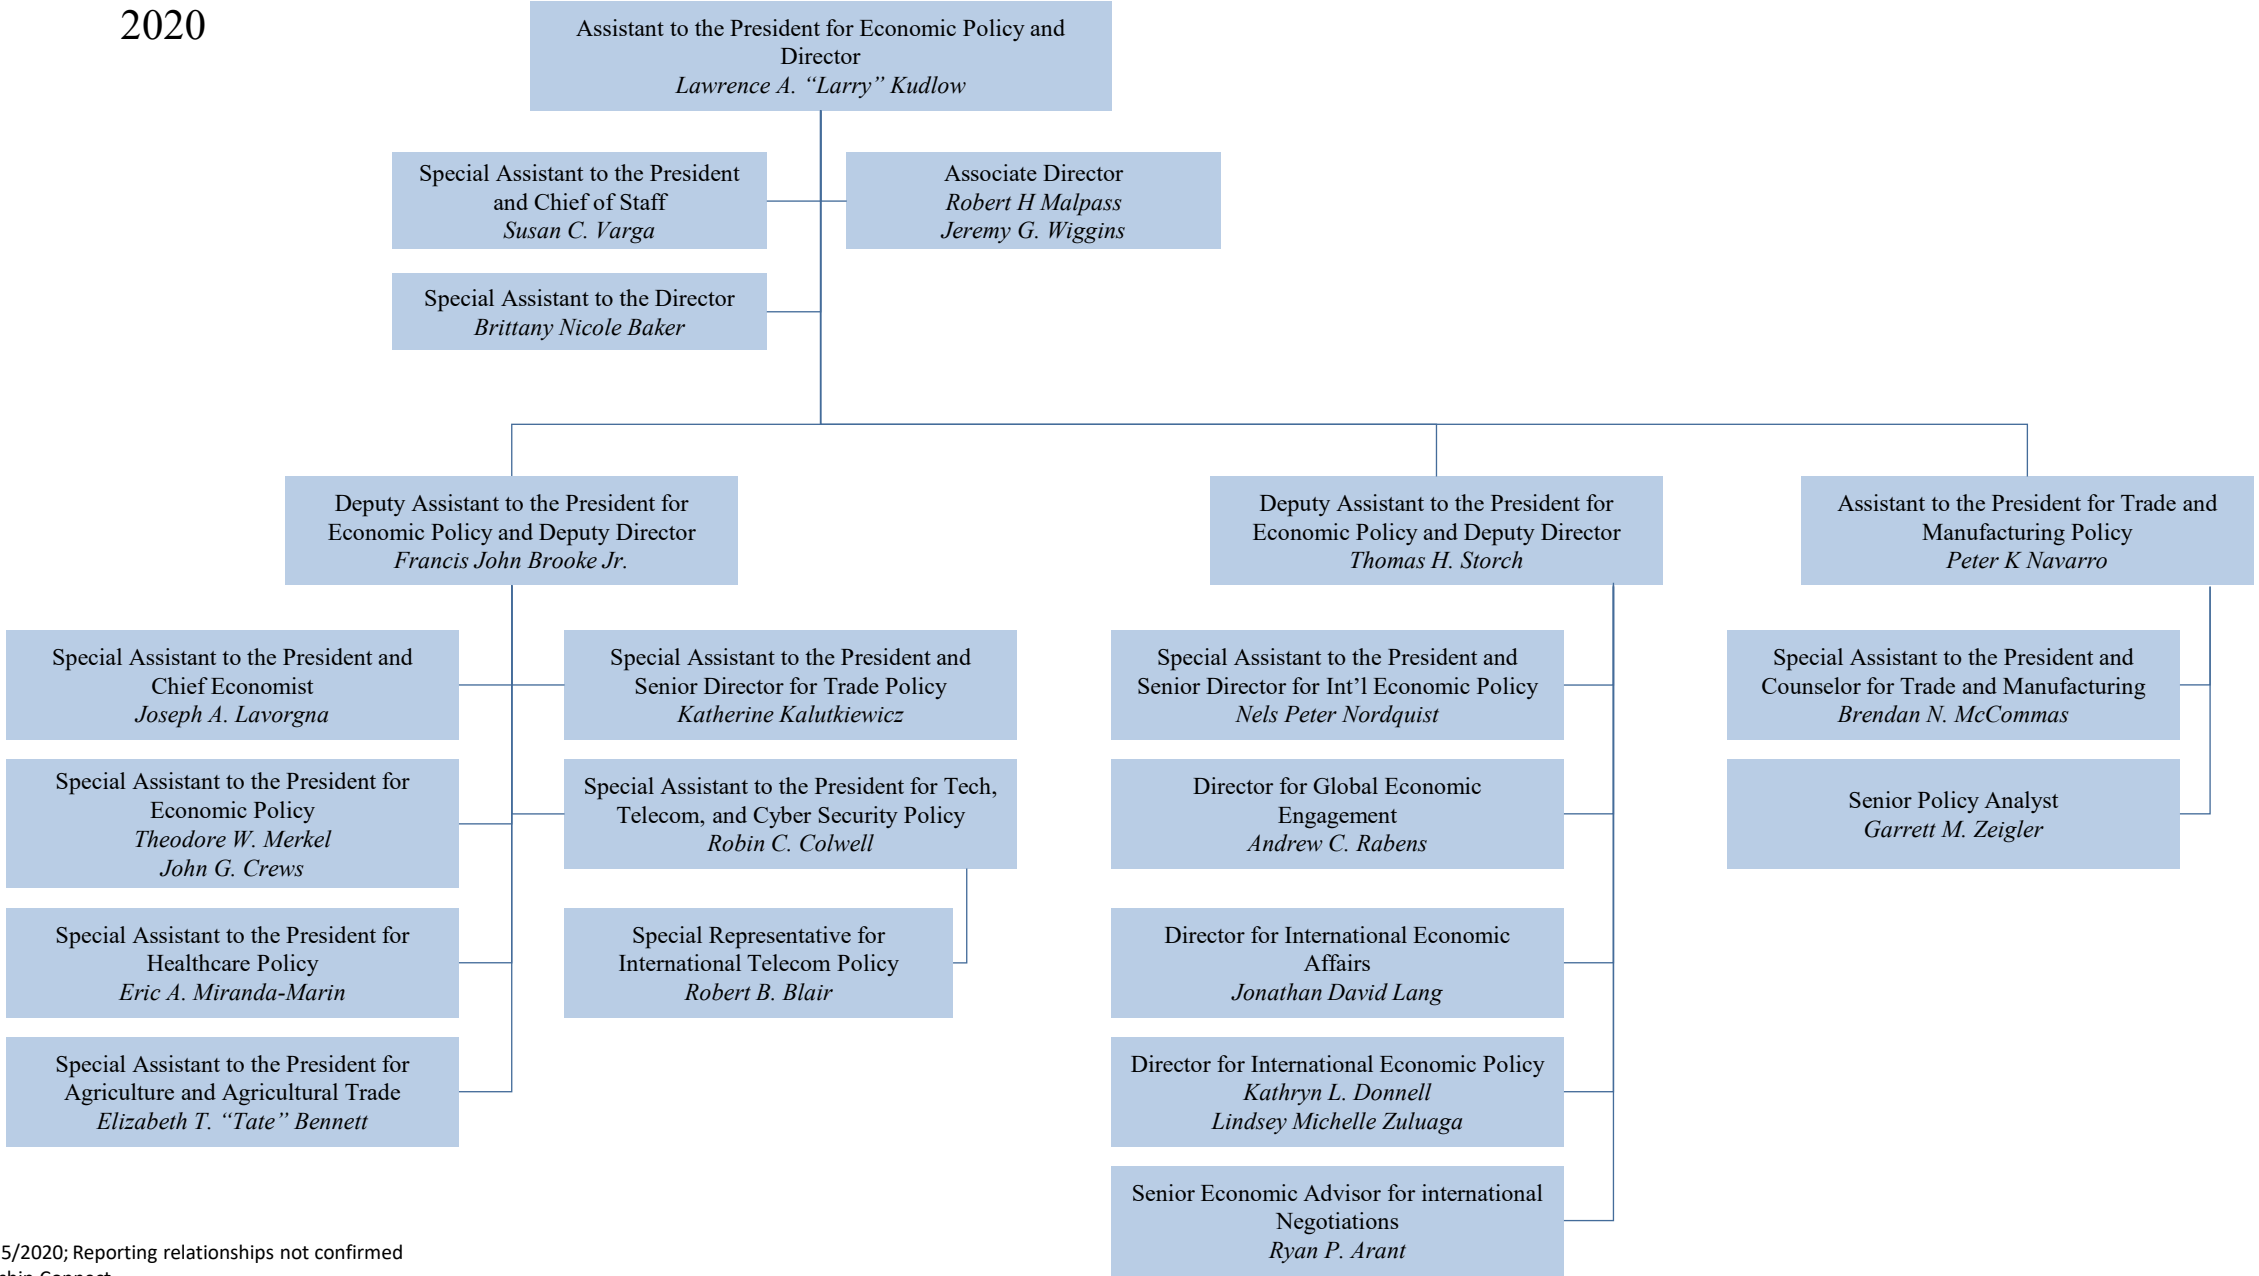 2020
Assistant to the President for Economic Policy and
Director
Lawrence A. “Larry” Kudlow
Special Assistant to the President
and Chief of Staff
Susan C. Varga
Associate Director
Robert H Malpass
Jeremy G. Wiggins
Special Assistant to the Director
Brittany Nicole Baker
Deputy Assistant to the President for
Economic Policy and Deputy Director
Francis John Brooke Jr.
Deputy Assistant to the President for
Economic Policy and Deputy Director
Thomas H. Storch
Assistant to the President for Trade and
Manufacturing Policy
Peter K Navarro
Special Assistant to the President and
Chief Economist
Joseph A. Lavorgna
Special Assistant to the President and
Senior Director for Trade Policy
Katherine Kalutkiewicz
Special Assistant to the President and
Senior Director for Int’l Economic Policy
Nels Peter Nordquist
Special Assistant to the President and
Counselor for Trade and Manufacturing
Brendan N. McCommas
Special Assistant to the President for
Economic Policy
Theodore W. Merkel
John G. Crews
Special Assistant to the President for Tech,
Telecom, and Cyber Security Policy
Robin C. Colwell
Director for Global Economic
Engagement
Andrew C. Rabens
Senior Policy Analyst
Garrett M. Zeigler
Special Assistant to the President for
Healthcare Policy
Eric A. Miranda-Marin
Special Representative for
International Telecom Policy
Robert B. Blair
Director for International Economic
Affairs
Jonathan David Lang
Special Assistant to the President for
Agriculture and Agricultural Trade
Elizabeth T. “Tate” Bennett
Director for International Economic Policy
Kathryn L. Donnell
Lindsey Michelle Zuluaga
Senior Economic Advisor for international
Negotiations
Ryan P. Arant
5/2020; Reporting relationships not confirmed